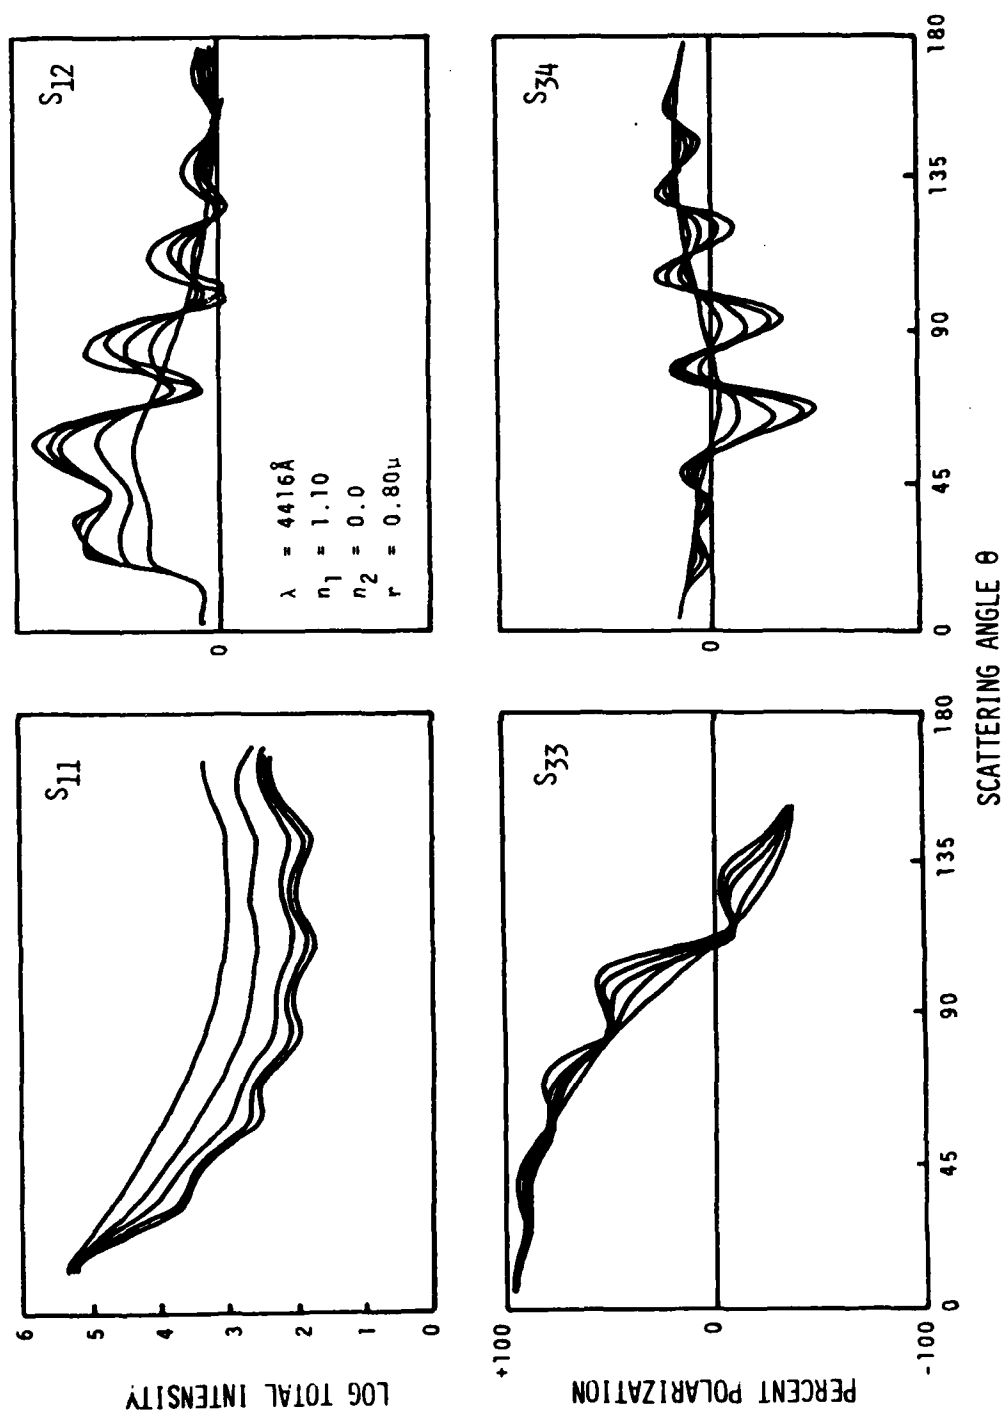 S11
S12
λ = 4416Å
n1 = 1.10
n2 = 0.0
r = 0.80μ
0
LOG TOTAL INTENSITY
6
5
4
3
2
1
0
S33
S34
+100
0
-100
PERCENT POLARIZATION
0
0 45 90 135 180
0 45 90 135 180
SCATTERING ANGLE θ